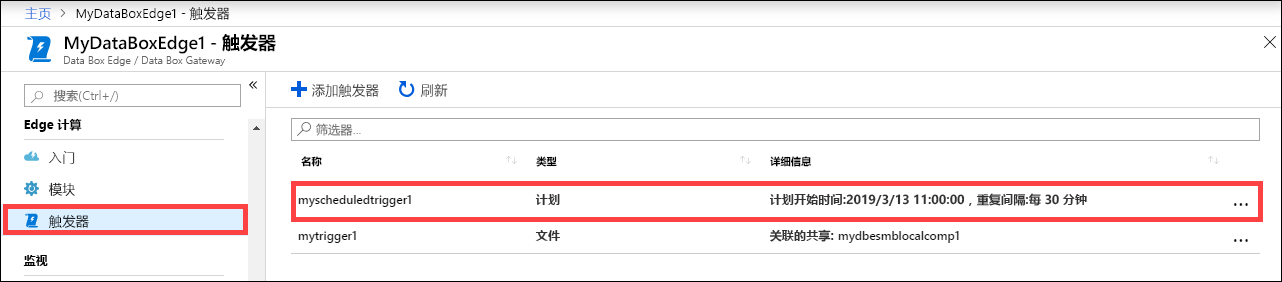 主页 > MyDataBoxEdge1 - 触发器
MyDataBoxEdge1 - 触发器
Data Box Edge / Data Box Gateway
搜索(Ctrl+/)
Edge 计算
入门
模块
触发器
监视
添加触发器 刷新
筛选器...
名称 类型 详细信息
myscheduledtrigger1 计划 计划开始时间:2019/3/13 11:00:00，重复间隔:每 30 分钟 ...
mytrigger1 文件 关联的共享: mydbesmblocalcomp1 ...